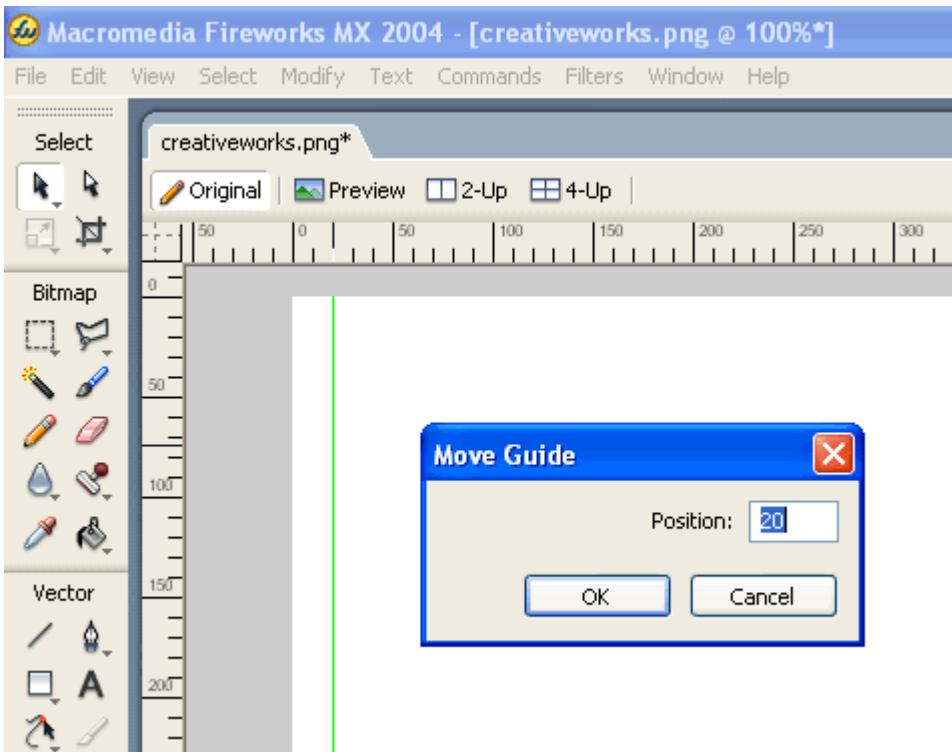 Macromedia Fireworks MX 2004 - [creativeworks.png @ 100%*]
File Edit View Select Modify Text Commands Filters Window Help
Select
creativeworks.png*
Original Preview 2-Up 4-Up
50 0 50 100 150 200 250 300
0
Bitmap
50
Move Guide
100
Position: 20
150
Vector
OK Cancel
200